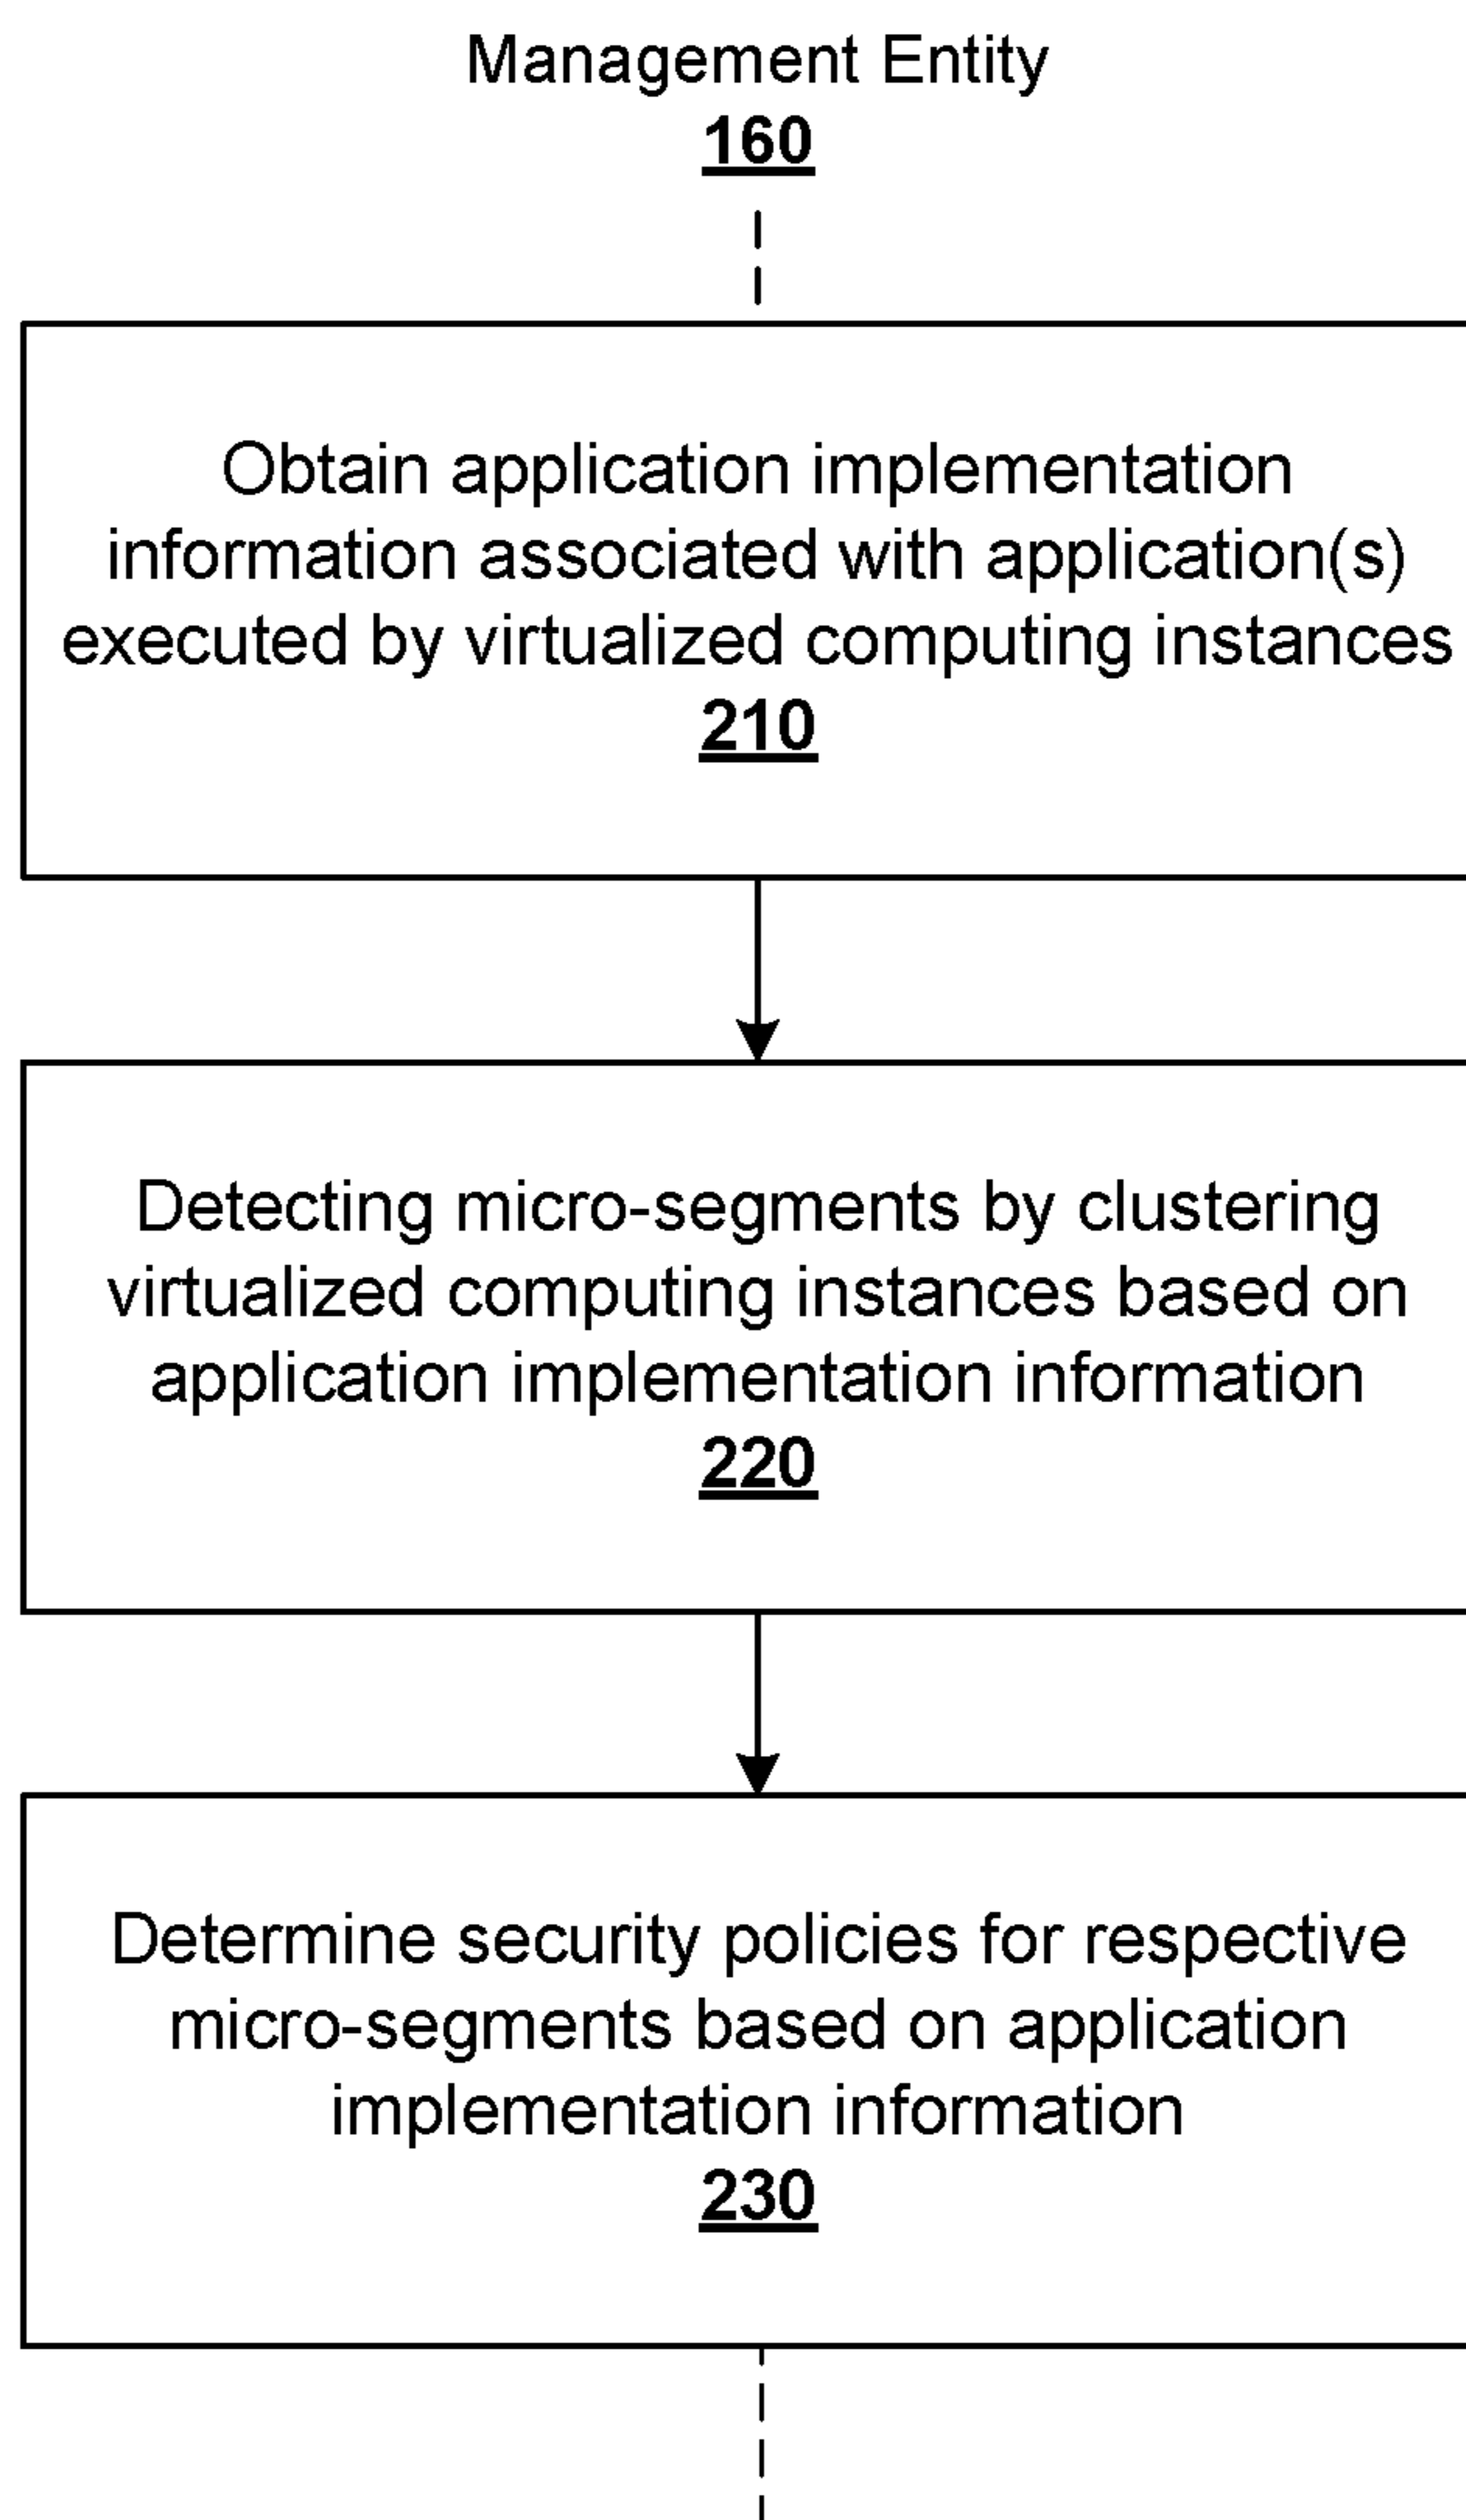 Management Entity
160
Obtain application implementation
information associated with application(s)
executed by virtualized computing instances
210
Detecting micro-segments by clustering
virtualized computing instances based on
application implementation information
220
Determine security policies for respective
micro-segments based on application
implementation information
230